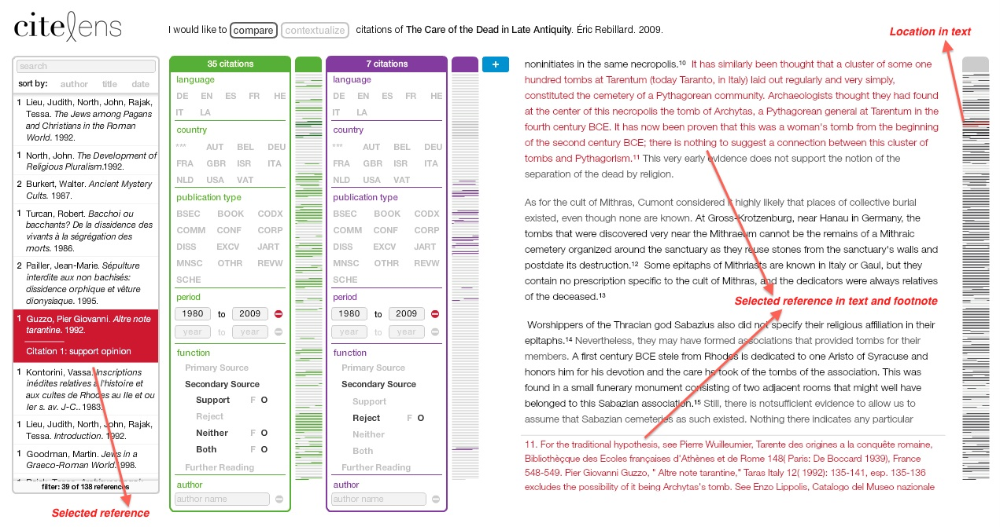 citelens
I would like to compare contextualize citations of The Care of the Dead in Late Antiquity. Éric Rebillard. 2009.
Location in text
search
sort by: author title date
1 Lieu, Judith, North, John, Rajak,
Tessa. The Jews among Pagans
and Christians in the Roman
World. 1992.
1 North, John. The Development of
Religious Pluralism.1992.
2 Burkert, Walter. Ancient Mystery
Cults. 1987.
1 Turcan, Robert. Bacchoi ou
bacchants? De la dissidence des
vivants à la ségrégation des
morts. 1986.
2 Pailler, Jean-Marie. Sépulture
interdite aux non bachisés:
dissidence orphique et vêture
dionysiaque. 1995.
1 Guzzo, Pier Giovanni. Altre note
tarantine. 1992.
Citation 1: support opinion
1 Kontorini, Vassa. Inscriptions
inédites relatives à l'histoire et
aux cultes de Rhodes au IIe et ou
Ier s. av. J-C.. 1983.
1 Lieu, Judith, North, John, Rajak,
Tessa. Introduction. 1992.
1 Goodman, Martin. Jews in a
Graeco-Roman World. 1998.
filter: 39 of 138 references
Selected reference
35 citations
language
DE EN ES FR HE
IT LA
country
*** AUT BEL DEU
FRA GBR ISR ITA
NLD USA VAT
publication type
BSEC BOOK CODX
COMM CONF CORP
DISS EXCV JART
MNSC OTHR REVW
SCHE
period
1980 to 2009
year to year
function
Primary Source
Secondary Source
Support F O
Reject
Neither F O
Both F O
Further Reading
author
author name
7 citations
language
DE EN ES FR HE
IT LA
country
*** AUT BEL DEU
FRA GBR ISR ITA
NLD USA VAT
publication type
BSEC BOOK CODX
COMM CONF CORP
DISS EXCV JART
MNSC OTHR REVW
SCHE
period
1980 to 2009
year to year
function
Primary Source
Secondary Source
Support
Reject F O
Neither
Both
Further Reading
author
author name
+
noninitiates in the same necropolis.10 It has similarly been thought that a cluster of some one
hundred tombs at Tarentum (today Taranto, in Italy) laid out regularly and very simply,
constituted the cemetery of a Pythagorean community. Archaeologists thought they had found
at the center of this necropolis the tomb of Archytas, a Pythagorean general at Tarentum in the
fourth century BCE. It has now been proven that this was a woman's tomb from the beginning
of the second century BCE; there is nothing to suggest a connection between this cluster of
tombs and Pythagorism.11 This very early evidence does not support the notion of the
separation of the dead by religion.
As for the cult of Mithras, Cumont considered it highly likely that places of collective burial
existed, even though none are known. At Gross-Krotzenburg, near Hanau in Germany, the
tombs that were discovered very near the Mithraeum cannot be the remains of a Mithraic
cemetery organized around the sanctuary as they reuse stones from the sanctuary's walls and
postdate its destruction.12 Some epitaphs of Mithriasts are known in Italy or Gaul, but they
contain no prescription specific to the cult of Mithras, and the dedicators were always relatives
of the deceased.13
Selected reference in text and footnote
Worshippers of the Thracian god Sabazius also did not specify their religious affiliation in their
epitaphs.14 Nevertheless, they may have formed associations that provided tombs for their
members. A first century BCE stele from Rhodes is dedicated to one Aristo of Syracuse and
honors him for his devotion and the care he took of the tombs of the association. This was
found in a small funerary monument consisting of two adjacent rooms that might well have
belonged to this Sabazian association.15 Still, there is notsufficient evidence to allow us to
assume that Sabazian cemeteries as such existed. Nothing there indicates any particular
11. For the traditional hypothesis, see Pierre Wuilleumier, Tarente des origines a la conquête romaine,
Bibliothèçque des Ecoles françaises d'Athènes et de Rome 148( Paris: De Boccard 1939), France
548-549. Pier Giovanni Guzzo, " Altre note tarantine," Taras Italy 12( 1992): 135-141, esp. 135-136
excludes the possibility of it being Archytas's tomb. See Enzo Lippolis, Catalogo del Museo nazionale